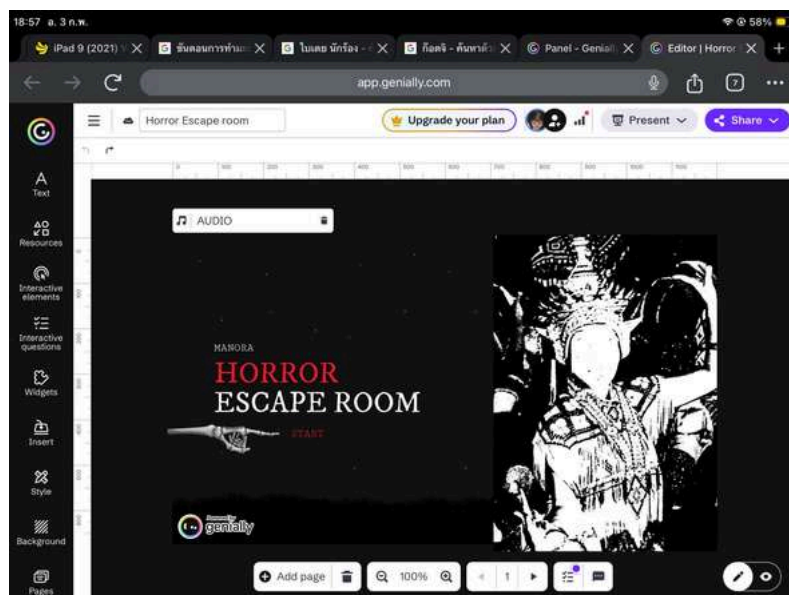 18:57 อ. 3 ก.พ.
58%
iPad 9 (2021)
ขั้นตอนการทำ
ใบเตย นักร้อง -
ก็อตจิ - ค้นหา
Panel - Genial
Editor | Horror
app.genially.com
7
Horror Escape room
Upgrade your plan
Present
Share
Text
Resources
Interactive
elements
Interactive
questions
Widgets
Insert
Style
Background
Pages
AUDIO
MANORA
HORROR
ESCAPE ROOM
START
genially
Add page
100%
1